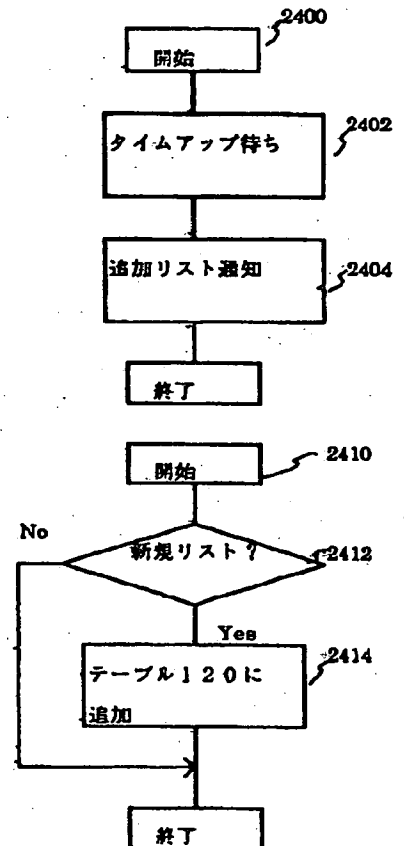 2400
開始
タイムアップ待ち
2402
追加リスト通知
2404
終了
開始
2410
No
新規リスト?
2412
Yes
テーブル120に
追加
2414
終了